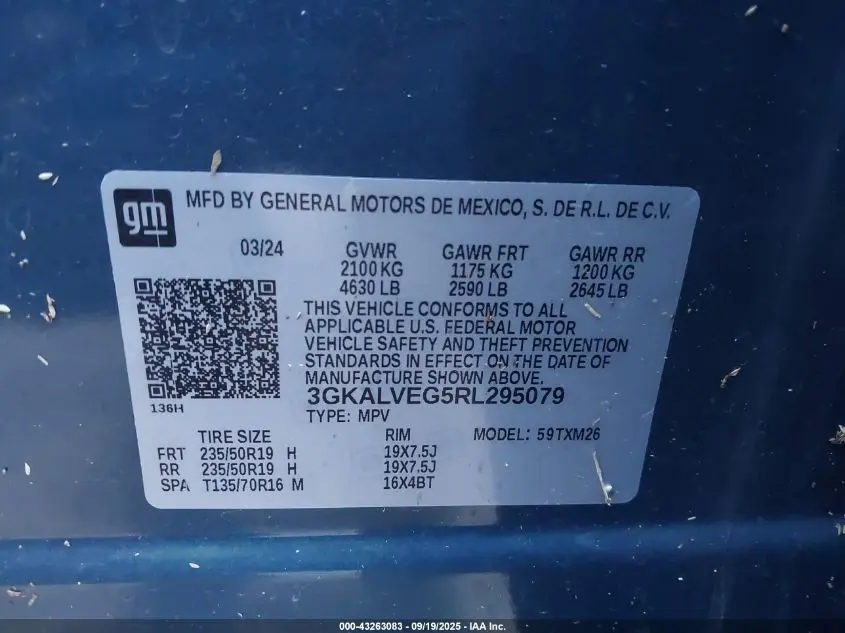 gm
MFD BY GENERAL MOTORS DE MEXICO, S. DE R.L. DE C.V.
03/24 GVWR GAWR FRT GAWR RR
2100 KG 1175 KG 1200 KG
4630 LB 2590 LB 2645 LB
THIS VEHICLE CONFORMS TO ALL
APPLICABLE U.S. FEDERAL MOTOR
VEHICLE SAFETY AND THEFT PREVENTION
STANDARDS IN EFFECT ON THE DATE OF
MANUFACTURE SHOWN ABOVE.
3GKALVEG5RL295079
136H
TYPE: MPV
TIRE SIZE RIM MODEL: 59TXM26
FRT 235/50R19 H 19X7.5J
RR 235/50R19 H 19X7.5J
SPA T135/70R16 M 16X4BT
000-43263083 - 09/19/2025 - IAA Inc.